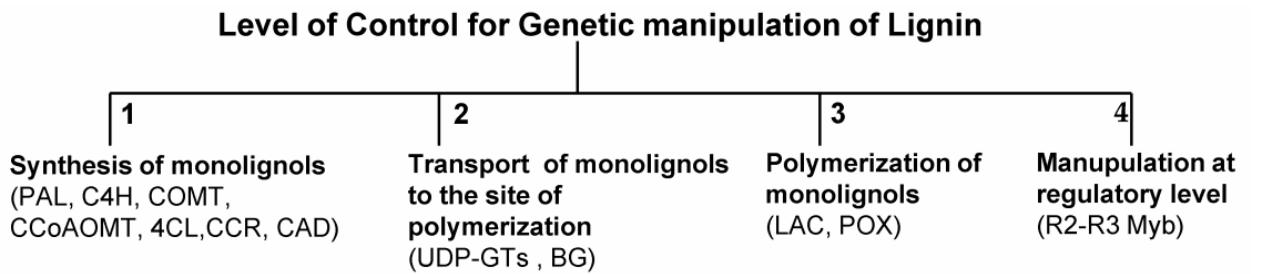 Level of Control for Genetic manipulation of Lignin
1
Synthesis of monolignols
(PAL, C4H, COMT,
CCoAOMT, 4CL,CCR, CAD)
2
Transport of monolignols
to the site of
polymerization
(UDP-GTs , BG)
3
Polymerization of
monolignols
(LAC, POX)
4
Manupulation at
regulatory level
(R2-R3 Myb)